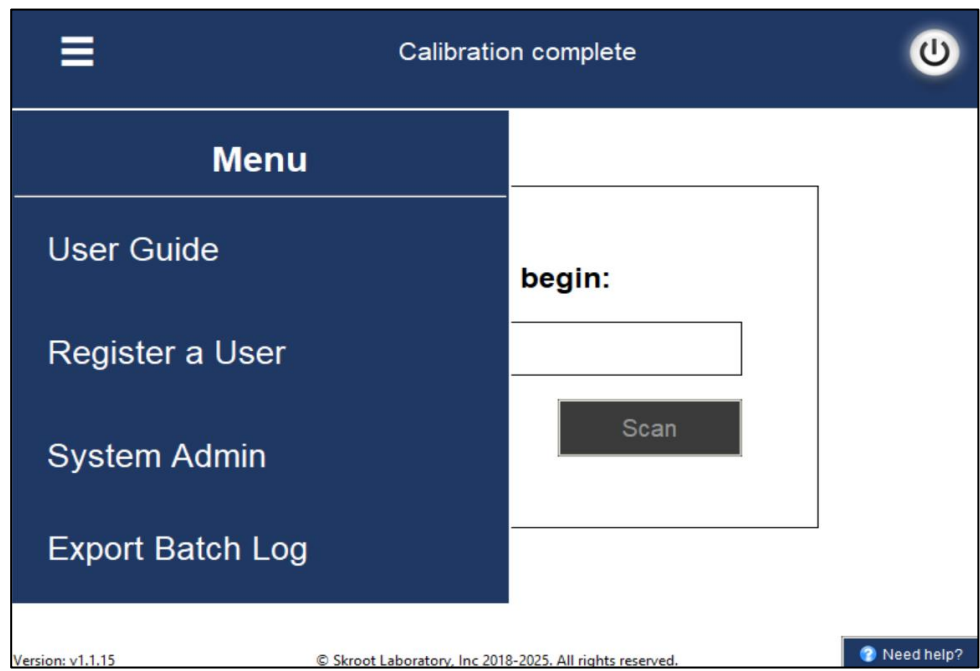 Calibration complete
Menu
User Guide
begin:
Register a User
Scan
System Admin
Export Batch Log
Version: v1.1.15
© Skroot Laboratory, Inc 2018-2025. All rights reserved.
Need help?